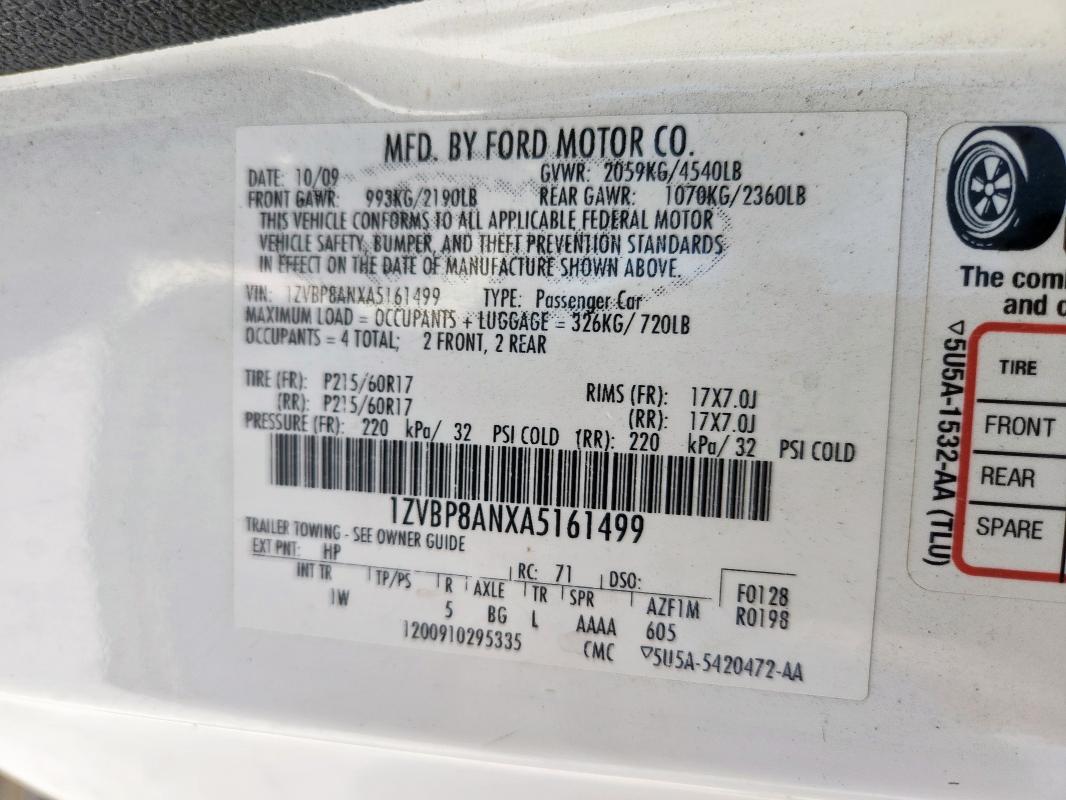 MFD. BY FORD MOTOR CO.
DATE: 10/09 GVWR: 2059KG/4540LB
FRONT GAWR: 993KG/2190LB REAR GAWR: 1070KG/2360LB
THIS VEHICLE CONFORMS TO ALL APPLICABLE FEDERAL MOTOR
VEHICLE SAFETY, BUMPER, AND THEFT PREVENTION STANDARDS
IN EFFECT ON THE DATE OF MANUFACTURE SHOWN ABOVE.
VIN: 1ZVBP8ANXA5161499 TYPE: Passenger Car
MAXIMUM LOAD = OCCUPANTS + LUGGAGE = 326KG/ 720LB
OCCUPANTS = 4 TOTAL; 2 FRONT, 2 REAR
TIRE (FR): P215/60R17 RIMS (FR): 17X7.0J
(RR): P215/60R17 (RR): 17X7.0J
PRESSURE (FR): 220 kPa/ 32 PSI COLD (RR): 220 kPa/ 32 PSI COLD
1ZVBP8ANXA5161499
TRAILER TOWING - SEE OWNER GUIDE
EXT PNT: HP RC: 71 DSO: F0128
INT TR TP/PS R AXLE TR SPR AZF1M R0198
1W 5 BG L AAAA 605
1200910295335 CMC ▽5U5A-5420472-AA
The com
and c
▽5U5A-1532-AA (TLU)
TIRE
FRONT
REAR
SPARE